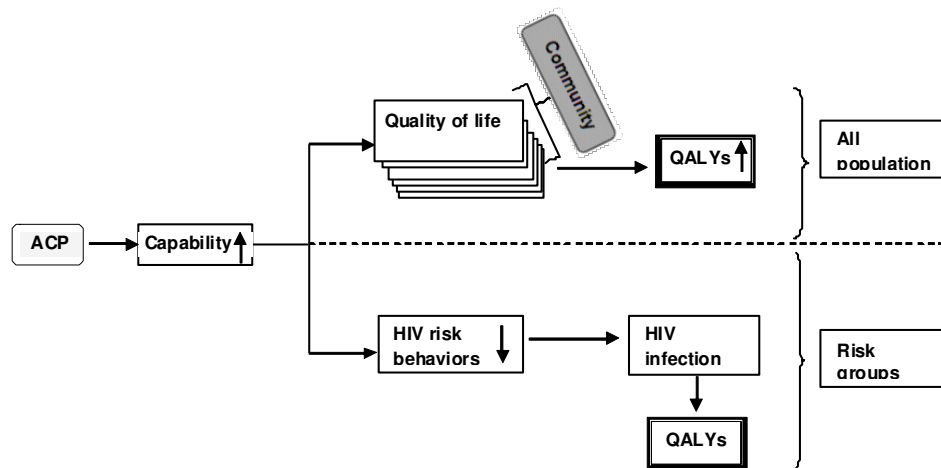 Community
Quality of life
QALYs
All
population
ACP
Capability
HIV risk
behaviors
HIV
infection
Risk
groups
QALYs